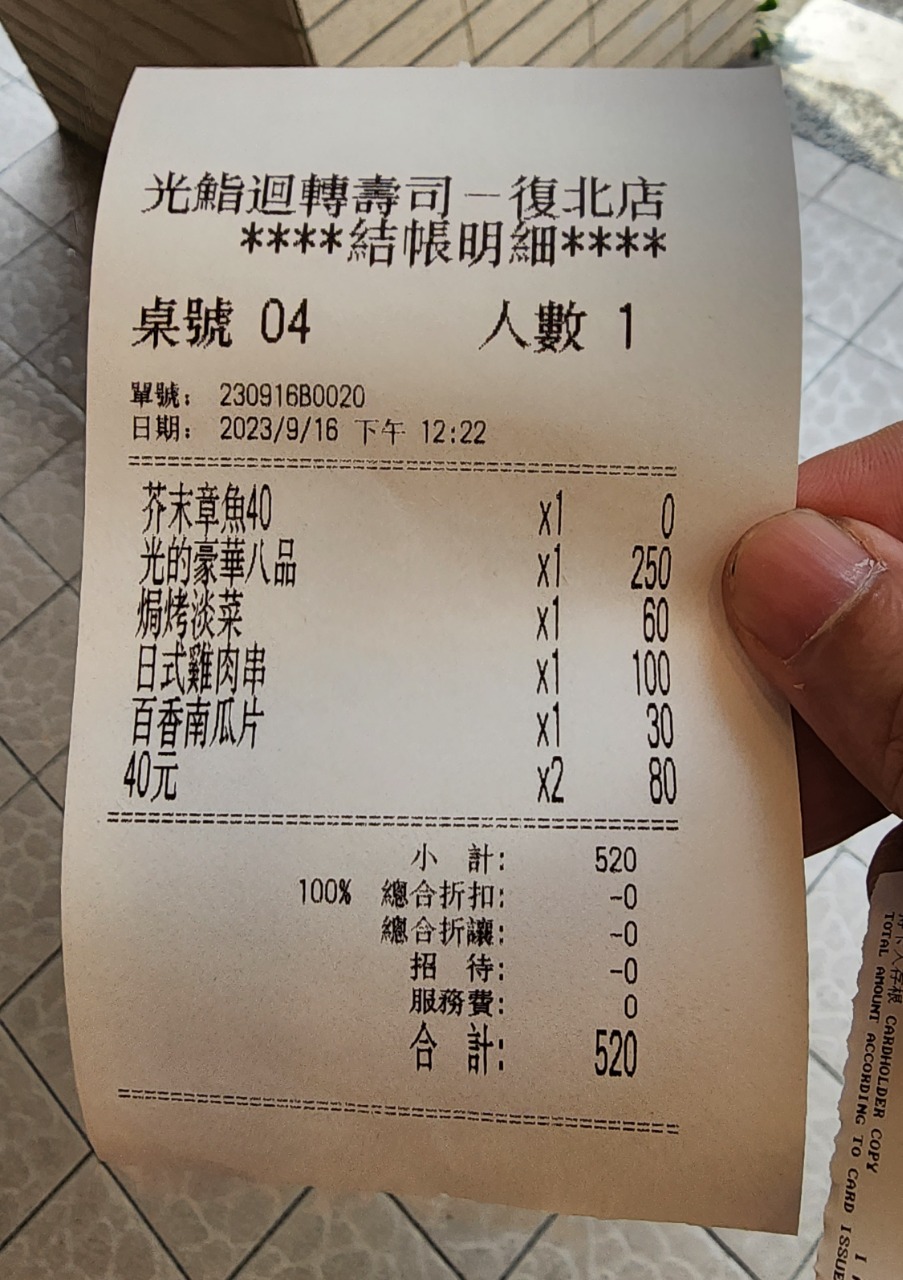 光鮨迴轉壽司－復北店
****結帳明細****
桌號 04 人數 1
單號: 230916B0020
日期: 2023/9/16 下午 12:22
芥末章魚40 x1 0
光的豪華八品 x1 250
焗烤淡菜 x1 60
日式雞肉串 x1 100
百香南瓜片 x1 30
40元 x2 80
小 計: 520
100% 總合折扣: -0
總合折讓: -0
招 待: -0
服務費: 0
合 計: 520
人存根 CARDHOLDER COPY
TOTAL AMOUNT ACCORDING TO CARD